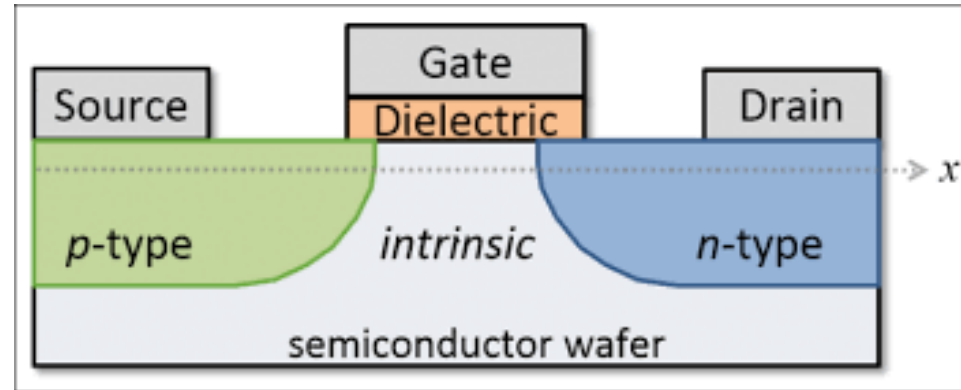 Gate
Source
Dielectric
Drain
x
p-type
intrinsic
n-type
semiconductor wafer